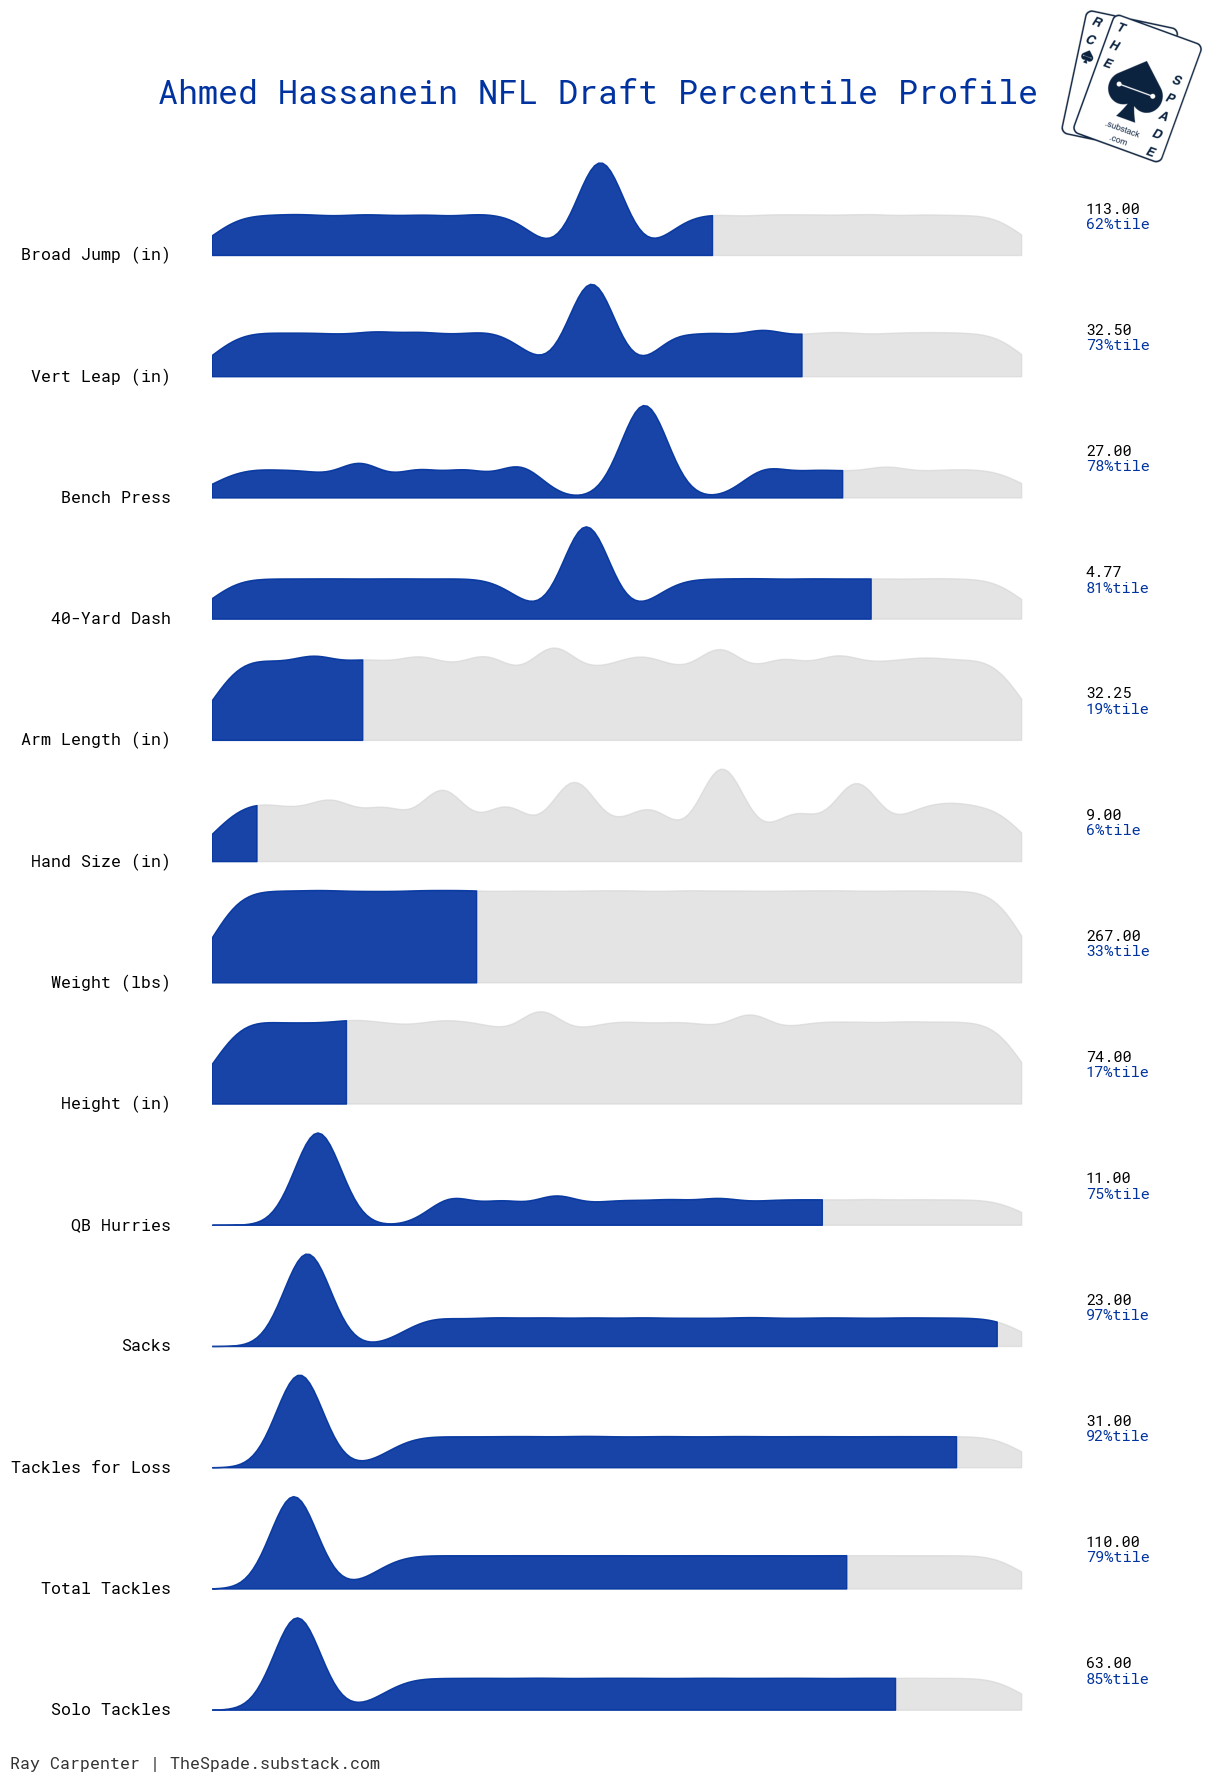 R
C
THE
SPADE
.substack
.com
Ahmed Hassanein NFL Draft Percentile Profile
Broad Jump (in)
113.00
62%tile
Vert Leap (in)
32.50
73%tile
Bench Press
27.00
78%tile
40-Yard Dash
4.77
81%tile
Arm Length (in)
32.25
19%tile
Hand Size (in)
9.00
6%tile
Weight (lbs)
267.00
33%tile
Height (in)
74.00
17%tile
QB Hurries
11.00
75%tile
Sacks
23.00
97%tile
Tackles for Loss
31.00
92%tile
Total Tackles
110.00
79%tile
Solo Tackles
63.00
85%tile
Ray Carpenter | TheSpade.substack.com